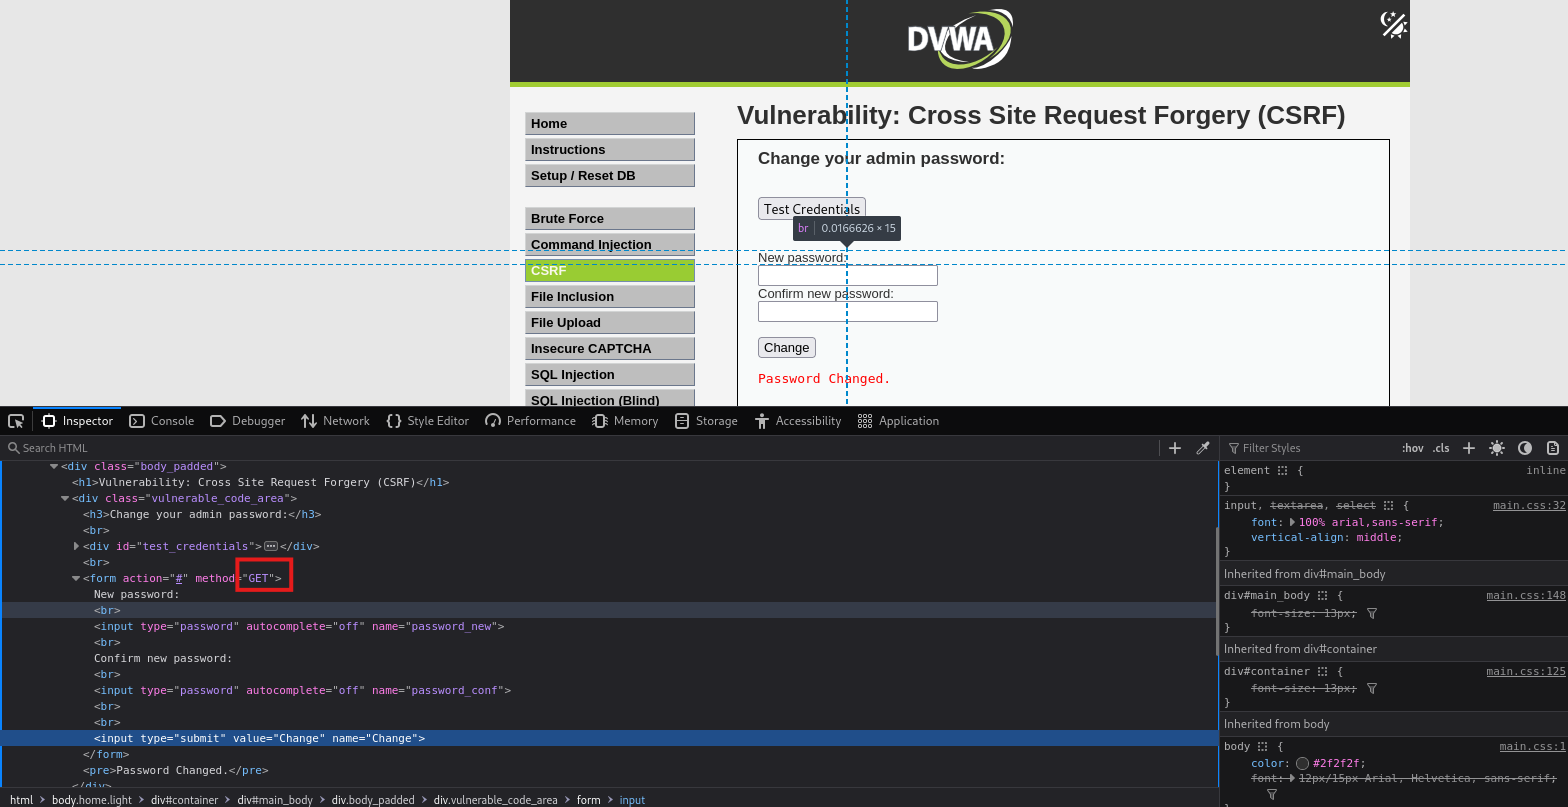 DVWA
Vulnerability: Cross Site Request Forgery (CSRF)
Home
Instructions
Setup / Reset DB
Brute Force
Command Injection
CSRF
File Inclusion
File Upload
Insecure CAPTCHA
SQL Injection
SQL Injection (Blind)
Change your admin password:
Test Credentials
br 0.0166626 × 15
New password:
Confirm new password:
Change
Password Changed.
Inspector Console Debugger Network Style Editor Performance Memory Storage Accessibility Application
Search HTML
<div class="body_padded">
<h1>Vulnerability: Cross Site Request Forgery (CSRF)</h1>
<div class="vulnerable_code_area">
<h3>Change your admin password:</h3>
<br>
<div id="test_credentials"></div>
<br>
<form action="#" method="GET">
New password:
<br>
<input type="password" autocomplete="off" name="password_new">
<br>
Confirm new password:
<br>
<input type="password" autocomplete="off" name="password_conf">
<br>
<br>
<input type="submit" value="Change" name="Change">
</form>
<pre>Password Changed.</pre>
</div>
html body.home.light div#container div#main_body div.body_padded div.vulnerable_code_area form input
Filter Styles :hov .cls
element { inline
}
input, textarea, select { main.css:32
font: 100% arial,sans-serif;
vertical-align: middle;
}
Inherited from div#main_body
div#main_body { main.css:148
font-size: 13px;
}
Inherited from div#container
div#container { main.css:125
font-size: 13px;
}
Inherited from body
body { main.css:1
color: #2f2f2f;
font: 12px/15px Arial, Helvetica, sans-serif;
}